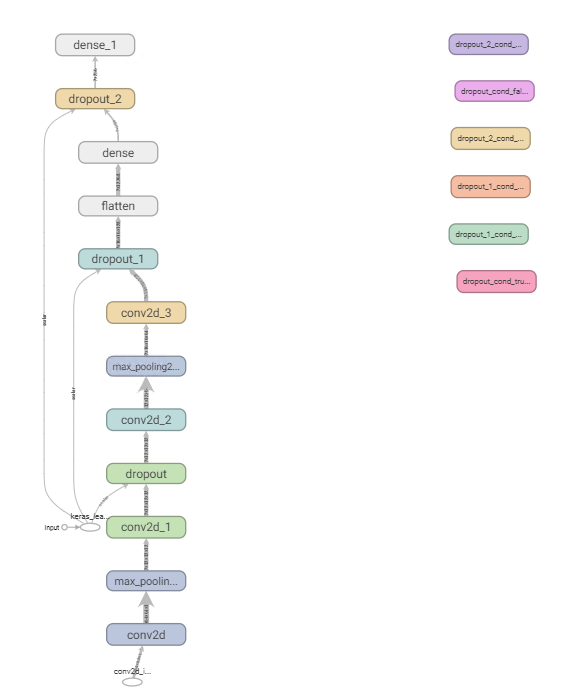 dense_1
dropout_2
dense
flatten
dropout_1
conv2d_3
max_pooling2...
conv2d_2
dropout
keras_lea...
input
conv2d_1
max_poolin...
conv2d
conv2d_i...
scalar
scalar
dropout_2_cond_...
dropout_cond_fal...
dropout_2_cond_...
dropout_1_cond_...
dropout_1_cond_...
dropout_cond_tru...